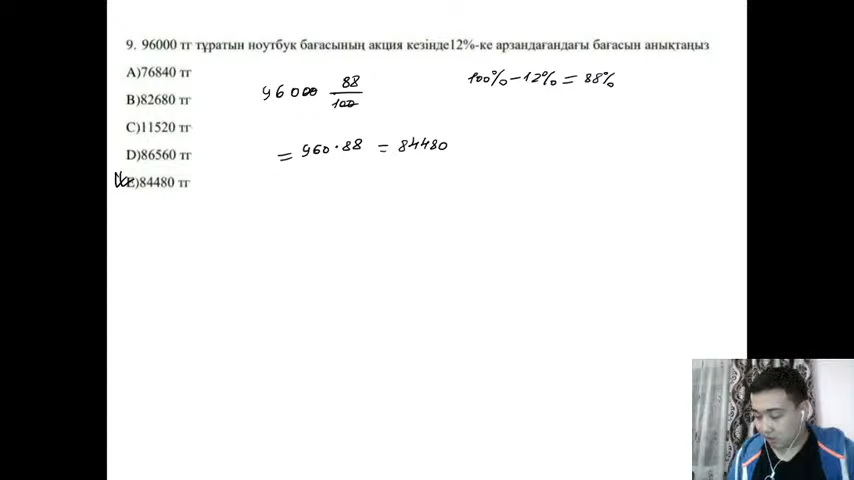 9. 96000 тг тұратын ноутбук бағасының акция кезінде12%-ке арзандағандағы бағасын анықтаңыз
A)76840 тг
B)82680 тг
C)11520 тг
D)86560 тг
E)84480 тг
96000 88/100
100% - 12% = 88%
= 960 · 88 = 84480